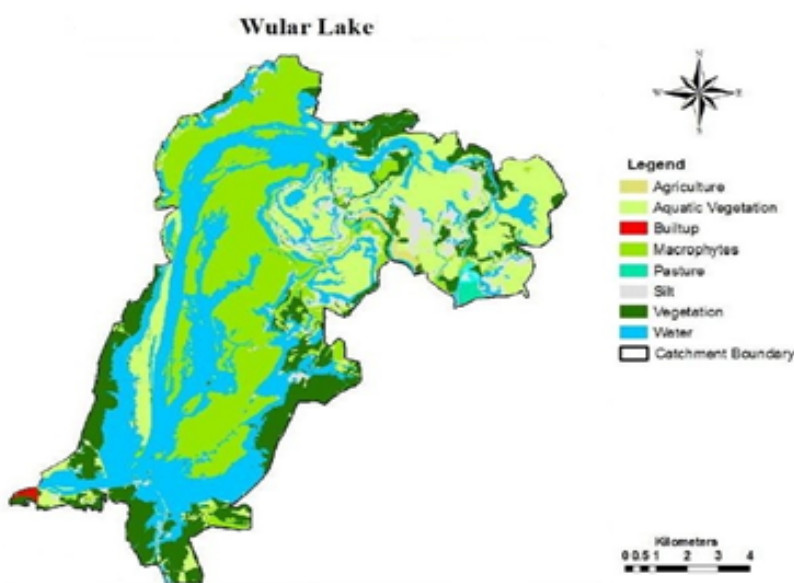 Wular Lake
N
W E
S
Legend
Agriculture
Aquatic Vegetation
Builtup
Macrophytes
Pasture
Silt
Vegetation
Water
Catchment Boundary
Kilometers
0 0.5 1 2 3 4